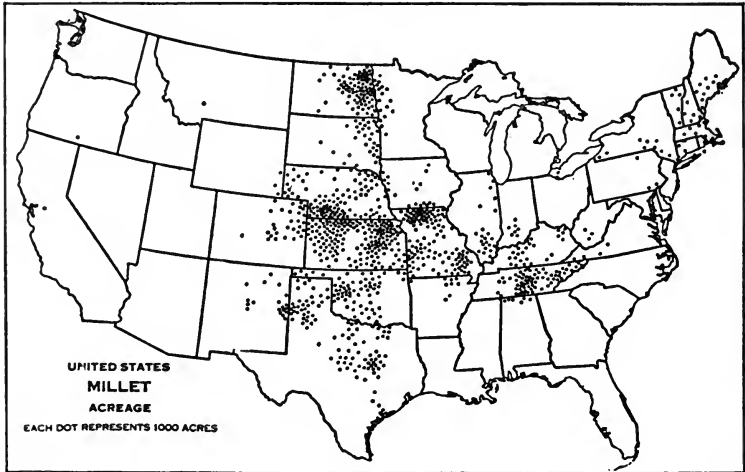 UNITED STATES
MILLET
ACREAGE
EACH DOT REPRESENTS 1000 ACRES